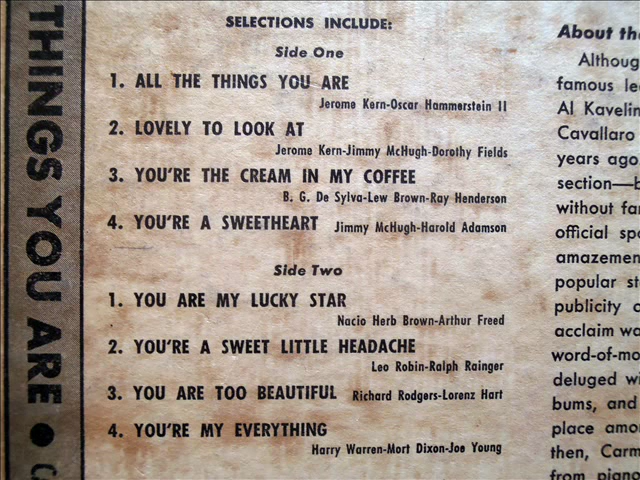 THINGS YOU ARE
SELECTIONS INCLUDE:
Side One
1. ALL THE THINGS YOU ARE
Jerome Kern-Oscar Hammerstein II
2. LOVELY TO LOOK AT
Jerome Kern-Jimmy McHugh-Dorothy Fields
3. YOU'RE THE CREAM IN MY COFFEE
B. G. De Sylva-Lew Brown-Ray Henderson
4. YOU'RE A SWEETHEART Jimmy McHugh-Harold Adamson
Side Two
1. YOU ARE MY LUCKY STAR
Nacio Herb Brown-Arthur Freed
2. YOU'RE A SWEET LITTLE HEADACHE
Leo Robin-Ralph Rainger
3. YOU ARE TOO BEAUTIFUL Richard Rodgers-Lorenz Hart
4. YOU'RE MY EVERYTHING
Harry Warren-Mort Dixon-Joe Young
About th
Althoug
famous le
Al Kavelin
Cavallaro
years ago
section—b
without fa
official sp
amazemen
popular st
publicity
acclaim wa
word-of-mo
deluged wi
bums, and
place amo
then, Carm
from piano